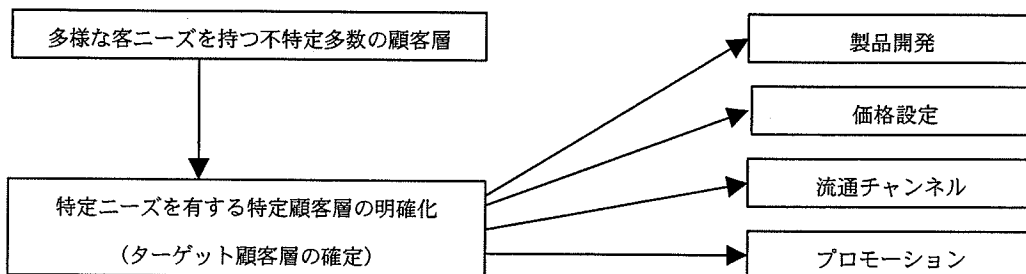 多様な客ニーズを持つ不特定多数の顧客層
製品開発
価格設定
特定ニーズを有する特定顧客層の明確化
(ターゲット顧客層の確定)
流通チャンネル
プロモーション